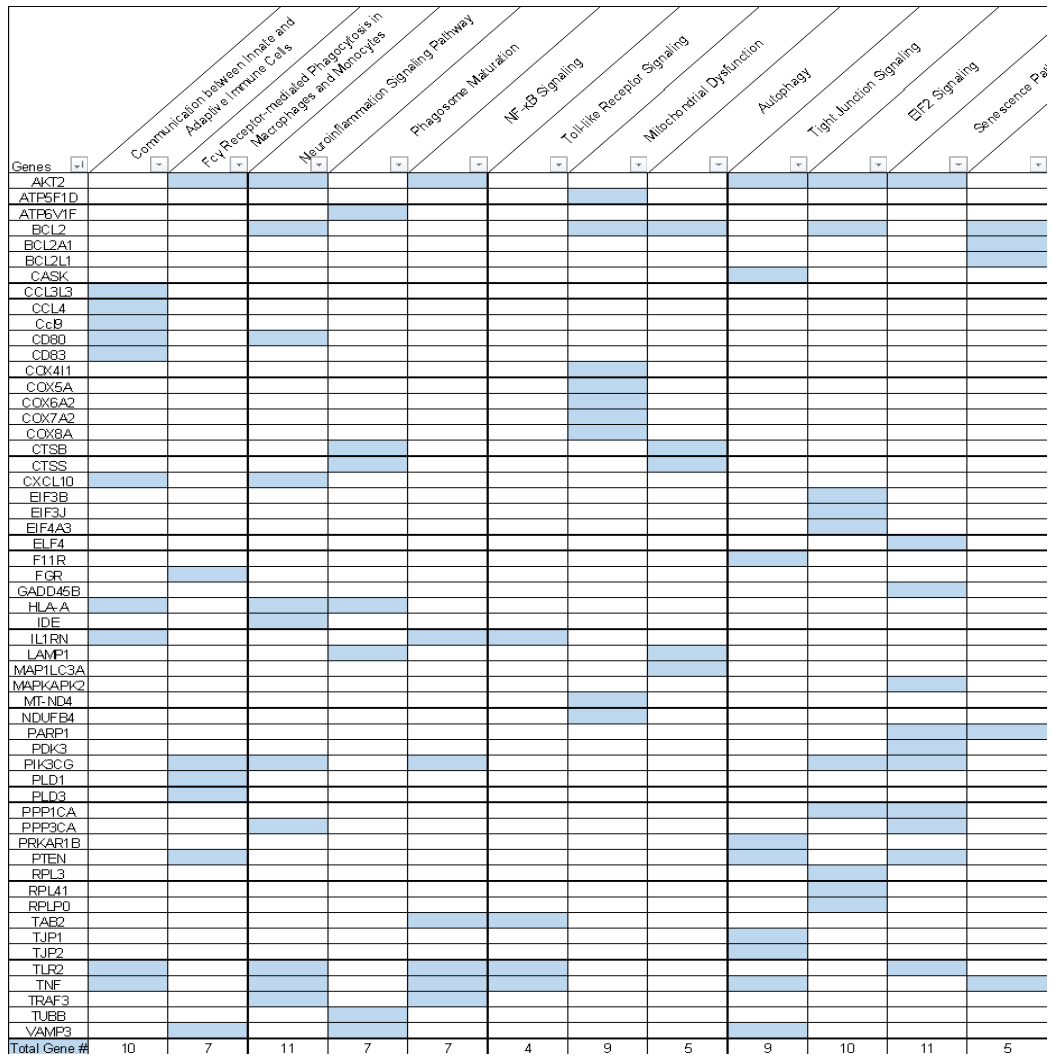 Communication between Innate and
Adaptive Immune Cells
Fcγ Receptor-mediated Phagocytosis in
Macrophages and Monocytes
Neuroinflammation Signaling Pathway
Phagosome Maturation
NF-κB Signaling
Toll-like Receptor Signaling
Mitochondrial Dysfunction
Autophagy
Tight Junction Signaling
EIF2 Signaling
Senescence Pat
Genes
AKT2
ATP5F1D
ATP6V1F
BCL2
BCL2A1
BCL2L1
CASK
CCL3L3
CCL4
Ccl9
CD80
CD83
COX4I1
COX5A
COX6A2
COX7A2
COX8A
CTSB
CTSS
CXCL10
EIF3B
EIF3J
EIF4A3
ELF4
F11R
FGR
GADD45B
HLA-A
IDE
IL1RN
LAMP1
MAP1LC3A
MAPKAPK2
MT-ND4
NDUFB4
PARP1
PDK3
PIK3CG
PLD1
PLD3
PPP1CA
PPP3CA
PRKAR1B
PTEN
RPL3
RPL41
RPLP0
TAB2
TJP1
TJP2
TLR2
TNF
TRAF3
TUBB
VAMP3
Total Gene # 10 7 11 7 7 4 9 5 9 10 11 5